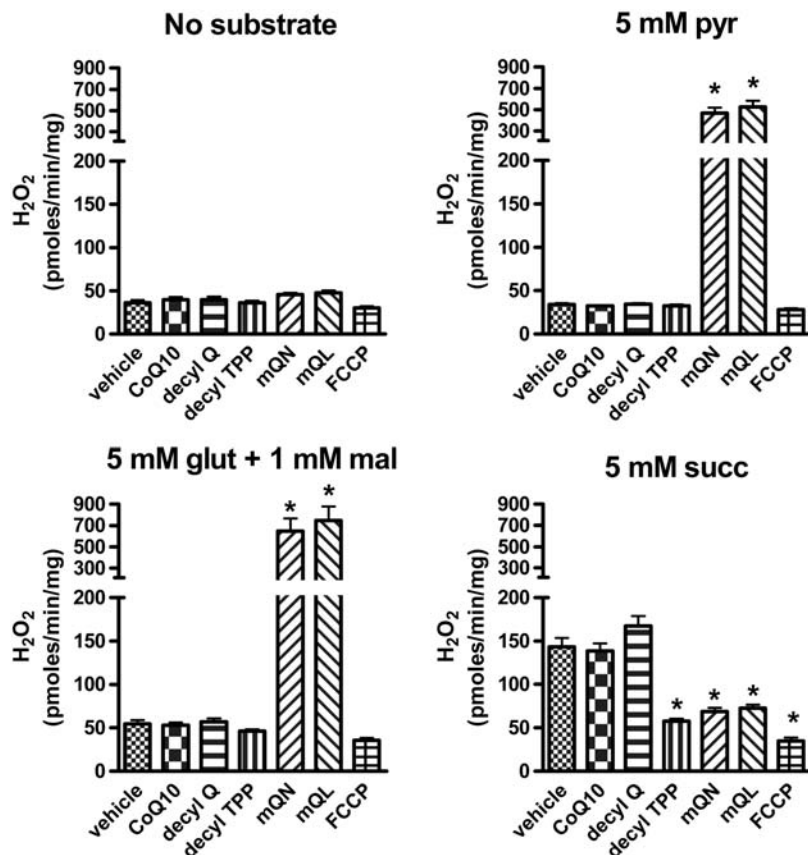 No substrate
900
700
500
300
200
150
100
50
0
H₂O₂
(pmoles/min/mg)
vehicle
CoQ10
decyl Q
decyl TPP
mQN
mQL
FCCP
5 mM pyr
900
700
500
300
200
150
100
50
0
H₂O₂
(pmoles/min/mg)
* *
vehicle
CoQ10
decyl Q
decyl TPP
mQN
mQL
FCCP
5 mM glut + 1 mM mal
900
700
500
300
200
150
100
50
0
H₂O₂
(pmoles/min/mg)
* *
vehicle
CoQ10
decyl Q
decyl TPP
mQN
mQL
FCCP
5 mM succ
900
700
500
300
200
150
100
50
0
H₂O₂
(pmoles/min/mg)
* * * *
vehicle
CoQ10
decyl Q
decyl TPP
mQN
mQL
FCCP